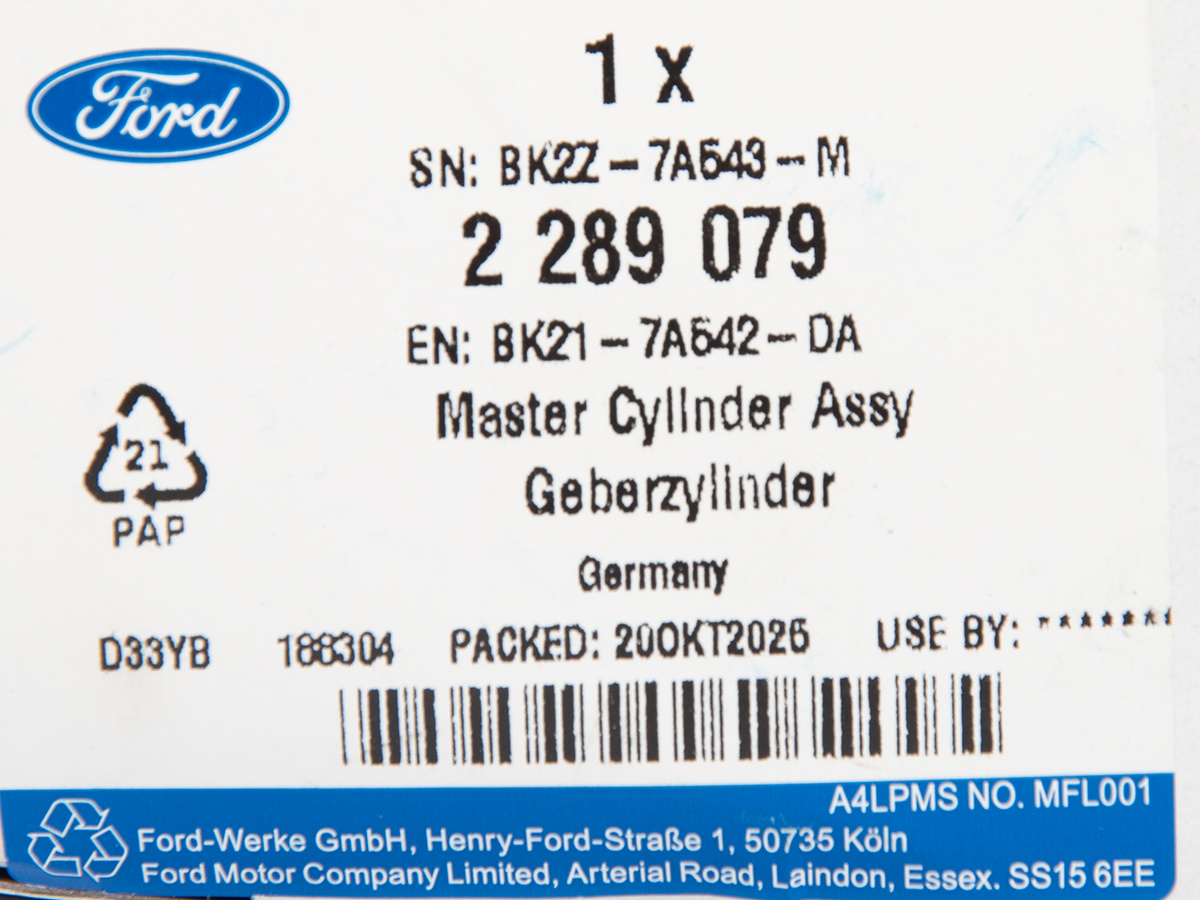 Ford
1 x
SN: BK2Z-7A543-M
2 289 079
EN: BK21-7A542-DA
Master Cylinder Assy
Geberzylinder
21
PAP
Germany
D33YB 188304 PACKED: 20OKT2025 USE BY: *******
A4LPMS NO. MFL001
Ford-Werke GmbH, Henry-Ford-Straße 1, 50735 Köln
Ford Motor Company Limited, Arterial Road, Laindon, Essex. SS15 6EE